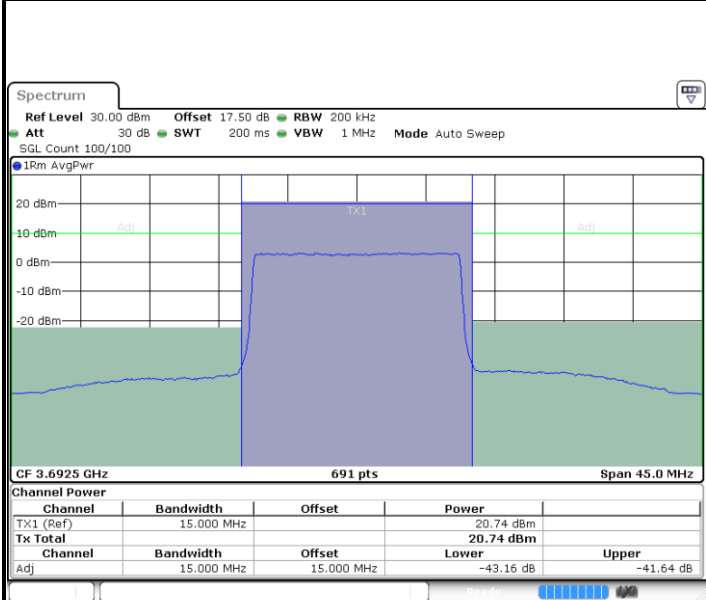 Spectrum
Ref Level 30.00 dBm Offset 17.50 dB RBW 200 kHz
Att 30 dB SWT 200 ms VBW 1 MHz Mode Auto Sweep
SGL Count 100/100
1Rm AvgPwr
20 dBm
TX1
Adj
Adj
10 dBm
0 dBm
-10 dBm
-20 dBm
CF 3.6925 GHz 691 pts Span 45.0 MHz
Channel Power
Channel Bandwidth Offset Power
TX1 (Ref) 15.000 MHz 20.74 dBm
Tx Total 20.74 dBm
Channel Bandwidth Offset Lower Upper
Adj 15.000 MHz 15.000 MHz -43.16 dB -41.64 dB
Ready